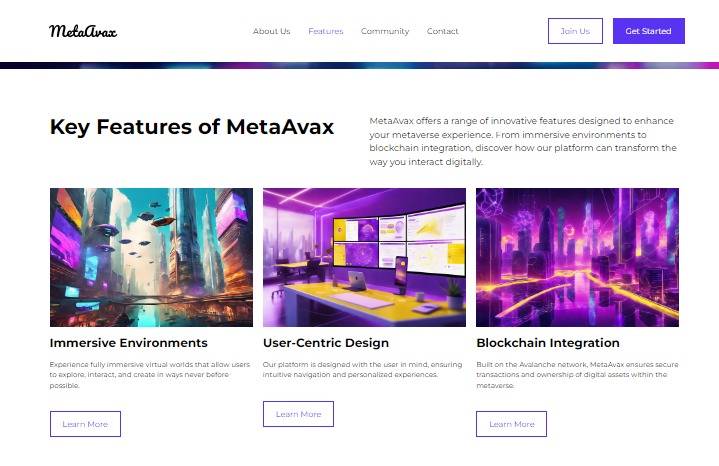 MetaAvax
About Us
Features
Community
Contact
Join Us
Get Started
Key Features of MetaAvax
MetaAvax offers a range of innovative features designed to enhance
your metaverse experience. From immersive environments to
blockchain integration, discover how our platform can transform the
way you interact digitally.
Immersive Environments
Experience fully immersive virtual worlds that allow users
to explore, interact, and create in ways never before
possible.
Learn More
User-Centric Design
Our platform is designed with the user in mind, ensuring
intuitive navigation and personalized experiences.
Learn More
Blockchain Integration
Built on the Avalanche network, MetaAvax ensures secure
transactions and ownership of digital assets within the
metaverse.
Learn More